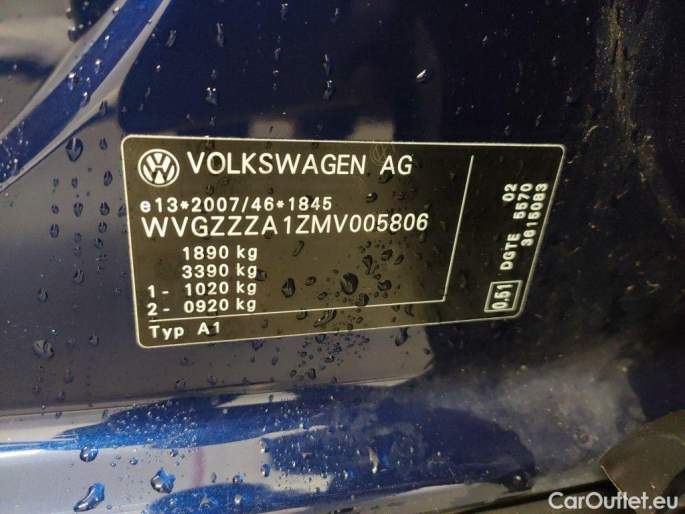 VOLKSWAGEN AG
e13*2007/46*1845
WVGZZZA1ZMV005806
1890 kg
3390 kg
1- 1020 kg
2- 0920 kg
Typ A1
02
DGTE 5570
0.51 3615083
CarOutlet.eu